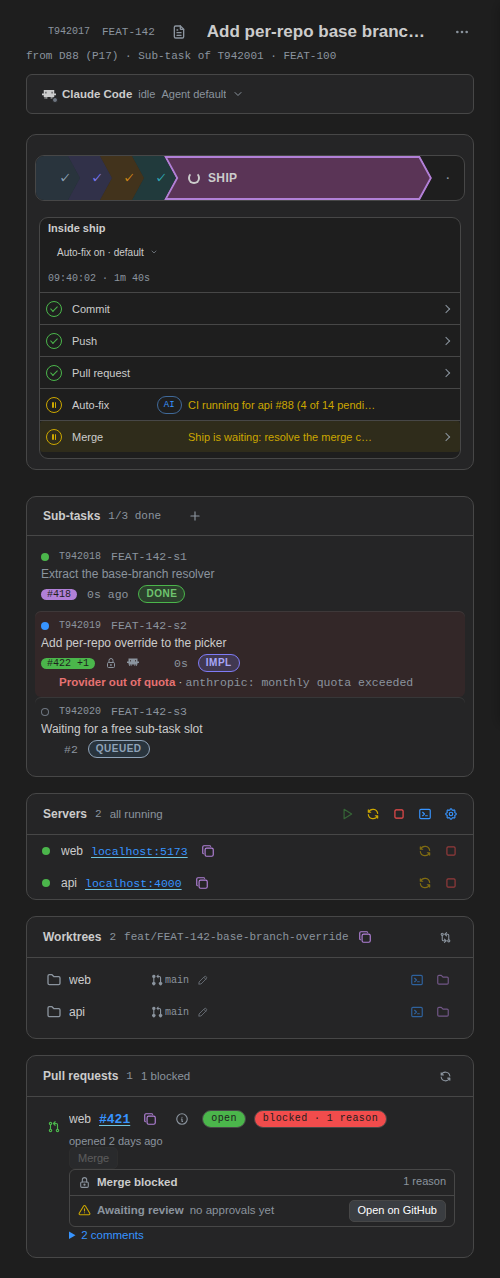 T942017 FEAT-142 Add per-repo base branc…
from D88 (P17) · Sub-task of T942001 · FEAT-100
Claude Code idle Agent default
SHIP
Inside ship
Auto-fix on · default
09:40:02 · 1m 40s
Commit
Push
Pull request
Auto-fix AI CI running for api #88 (4 of 14 pendi…
Merge Ship is waiting: resolve the merge c…
Sub-tasks 1/3 done
T942018 FEAT-142-s1
Extract the base-branch resolver
#418 0s ago DONE
T942019 FEAT-142-s2
Add per-repo override to the picker
#422 +1 0s IMPL
Provider out of quota · anthropic: monthly quota exceeded
T942020 FEAT-142-s3
Waiting for a free sub-task slot
#2 QUEUED
Servers 2 all running
web localhost:5173
api localhost:4000
Worktrees 2 feat/FEAT-142-base-branch-override
web main
api main
Pull requests 1 1 blocked
web #421 open blocked · 1 reason
opened 2 days ago
Merge
Merge blocked 1 reason
Awaiting review no approvals yet Open on GitHub
2 comments